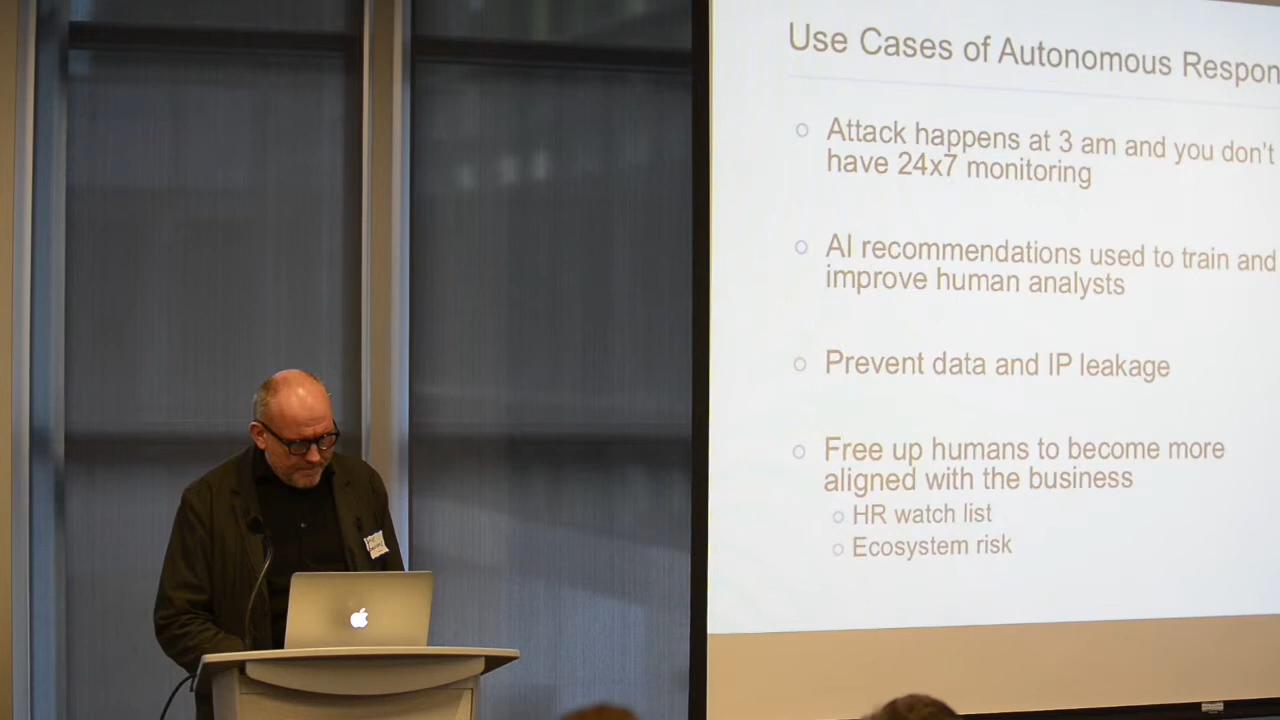 Use Cases of Autonomous Respon
Attack happens at 3 am and you don't
have 24x7 monitoring
AI recommendations used to train and
improve human analysts
Prevent data and IP leakage
Free up humans to become more
aligned with the business
HR watch list
Ecosystem risk